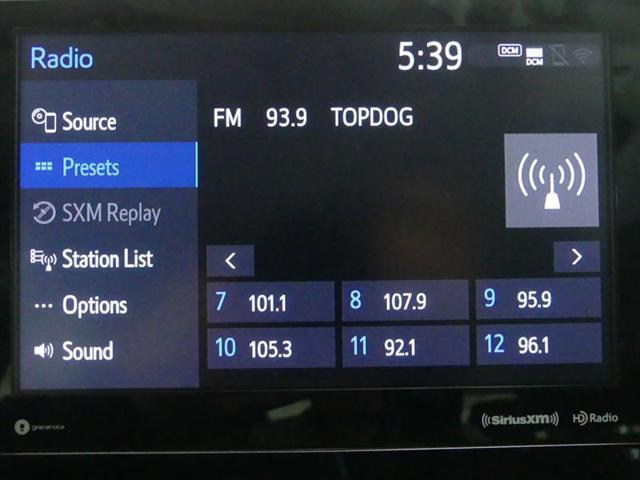 Radio
5:39
DCM
DCM
Source
FM 93.9 TOPDOG
Presets
SXM Replay
Station List
Options
Sound
7 101.1
8 107.9
9 95.9
10 105.3
11 92.1
12 96.1
gracenote
SiriusXM
HD Radio